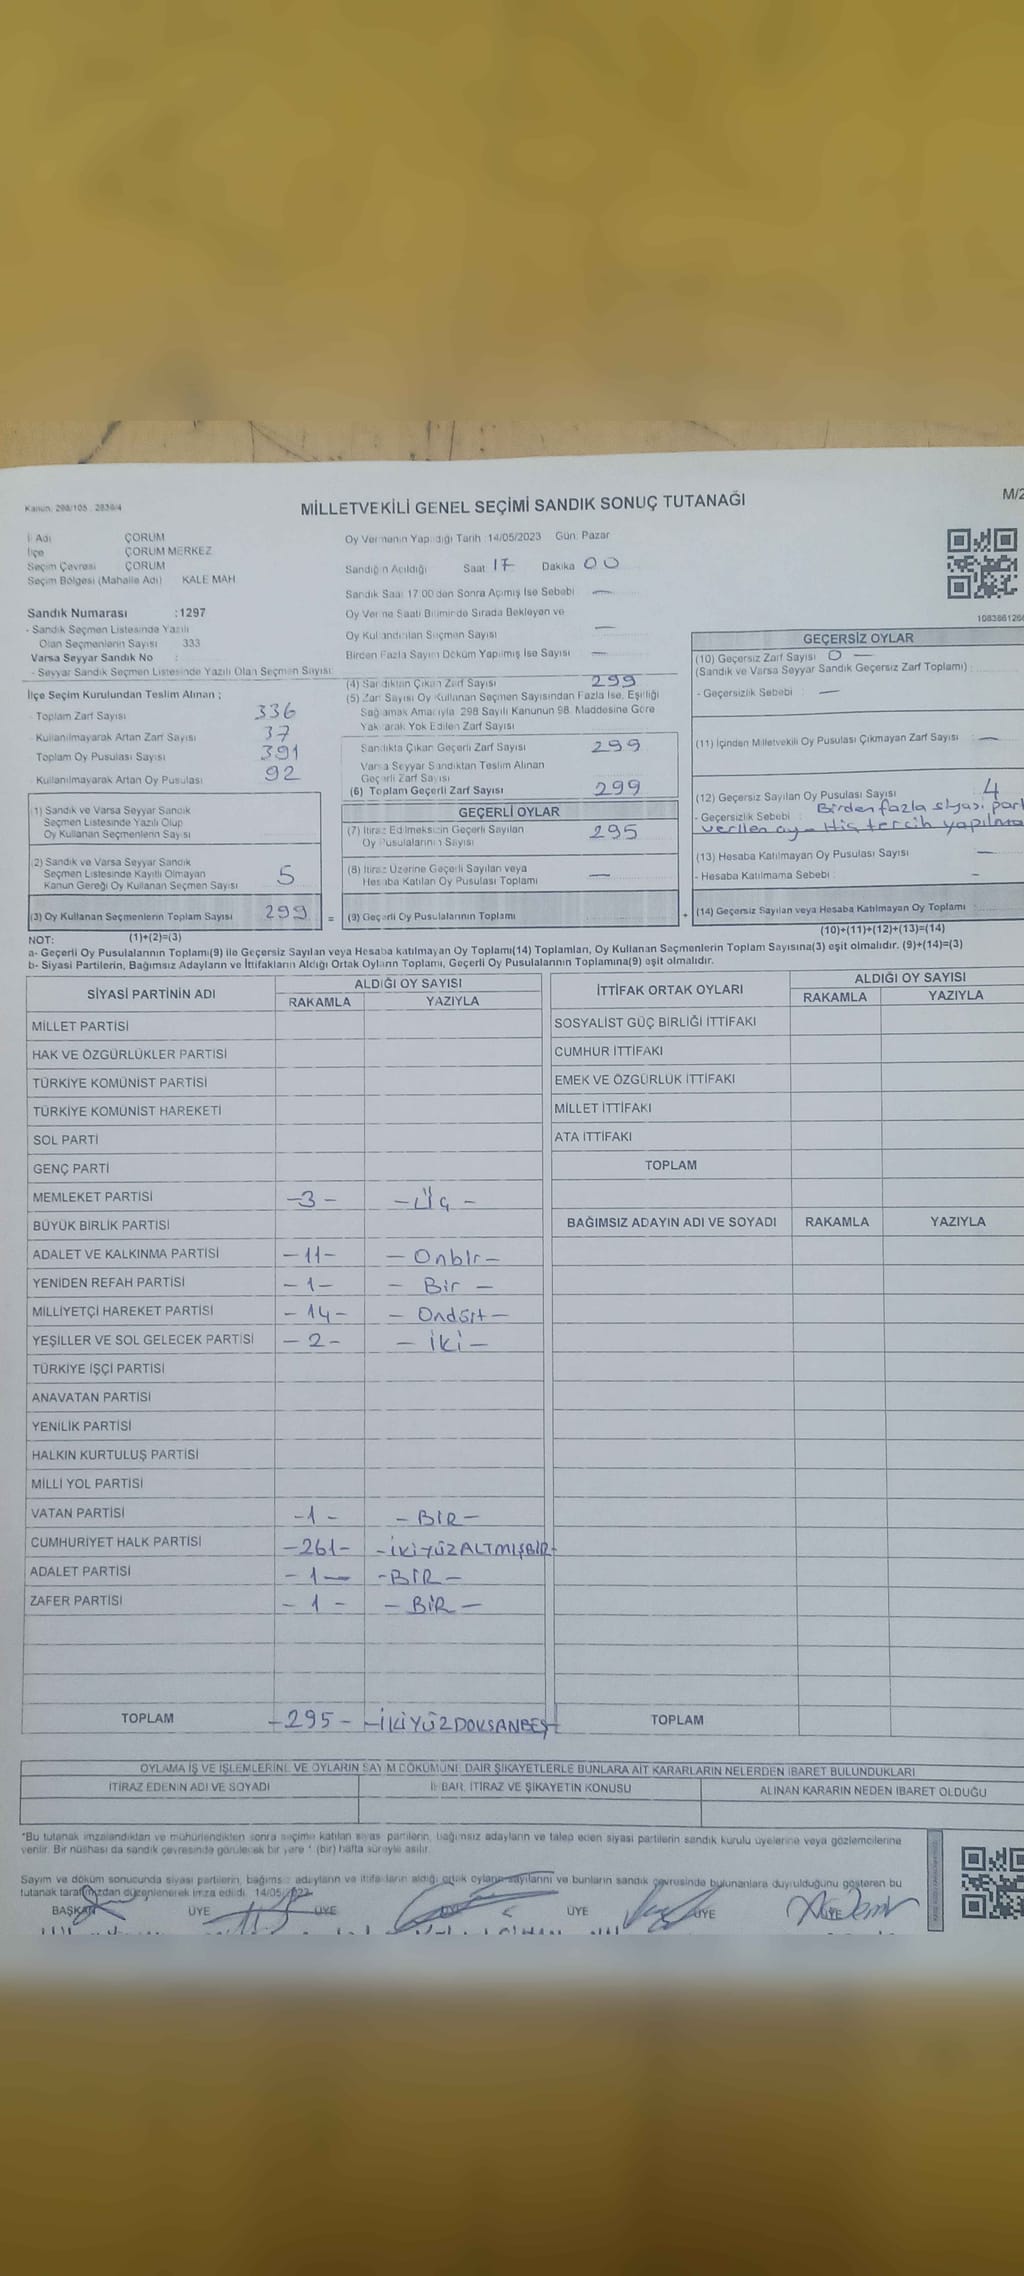 Kanun: 298/105 , 2839/4
MİLLETVEKİLİ GENEL SEÇİMİ SANDIK SONUÇ TUTANAĞI
M/2
İl Adı ÇORUM
İlçe ÇORUM MERKEZ
Seçim Çevresi ÇORUM
Seçim Bölgesi (Mahalle Adı) KALE MAH
Sandık Numarası :1297
- Sandık Seçmen Listesinde Yazılı
Olan Seçmenlerin Sayısı 333
Varsa Seyyar Sandık No :
- Seyyar Sandık Seçmen Listesinde Yazılı Olan Seçmen Sayısı:
İlçe Seçim Kurulundan Teslim Alınan ;
- Toplam Zarf Sayısı 336
- Kullanılmayarak Artan Zarf Sayısı 37
- Toplam Oy Pusulası Sayısı 391
- Kullanılmayarak Artan Oy Pusulası 92
1) Sandık ve Varsa Seyyar Sandık
Seçmen Listesinde Yazılı Olup
Oy Kullanan Seçmenlerin Sayısı
(2) Sandık ve Varsa Seyyar Sandık
Seçmen Listesinde Kayıtlı Olmayan
Kanun Gereği Oy Kullanan Seçmen Sayısı 5
(3) Oy Kullanan Seçmenlerin Toplam Sayısı 299 =
(1)+(2)=(3)
Oy Vermenin Yapıldığı Tarih :14/05/2023 Gün: Pazar
Sandığın Açıldığı Saat 17 Dakika 00
Sandık Saat 17:00'den Sonra Açılmış İse Sebebi —
Oy Verme Saati Bitiminde Sırada Bekleyen ve
Oy Kullandırılan Seçmen Sayısı —
Birden Fazla Sayım Döküm Yapılmış İse Sayısı —
(4) Sandıktan Çıkan Zarf Sayısı 299
(5) Zarf Sayısı Oy Kullanan Seçmen Sayısından Fazla İse, Eşitliği
Sağlamak Amacıyla 298 Sayılı Kanunun 98. Maddesine Göre
Yakılarak Yok Edilen Zarf Sayısı
Sandıkta Çıkan Geçerli Zarf Sayısı 299
Varsa Seyyar Sandıktan Teslim Alınan
Geçerli Zarf Sayısı
(6) Toplam Geçerli Zarf Sayısı 299
GEÇERLİ OYLAR
(7) İtiraz Edilmeksizin Geçerli Sayılan
Oy Pusulalarının Sayısı 295
(8) İtiraz Üzerine Geçerli Sayılan veya
Hesaba Katılan Oy Pusulası Toplamı —
(9) Geçerli Oy Pusulalarının Toplamı +
GEÇERSİZ OYLAR
(10) Geçersiz Zarf Sayısı 0 —
(Sandık ve Varsa Seyyar Sandık Geçersiz Zarf Toplamı) :
- Geçersizlik Sebebi : —
(11) İçinden Milletvekili Oy Pusulası Çıkmayan Zarf Sayısı : —
(12) Geçersiz Sayılan Oy Pusulası Sayısı : 4
- Geçersizlik Sebebi : Birden fazla siyasi part
verilen oy - Hiç tercih yapılma
(13) Hesaba Katılmayan Oy Pusulası Sayısı —
- Hesaba Katılmama Sebebi : -
(14) Geçersiz Sayılan veya Hesaba Katılmayan Oy Toplamı
(10)+(11)+(12)+(13)=(14)
NOT:
a- Geçerli Oy Pusulalarının Toplamı(9) ile Geçersiz Sayılan veya Hesaba katılmayan Oy Toplamı(14) Toplamları, Oy Kullanan Seçmenlerin Toplam Sayısına(3) eşit olmalıdır. (9)+(14)=(3)
b- Siyasi Partilerin, Bağımsız Adayların ve İttifakların Aldığı Ortak Oyların Toplamı, Geçerli Oy Pusulalarının Toplamına(9) eşit olmalıdır.
SİYASİ PARTİNİN ADI ALDIĞI OY SAYISI
RAKAMLA YAZIYLA
MİLLET PARTİSİ
HAK VE ÖZGÜRLÜKLER PARTİSİ
TÜRKİYE KOMÜNİST PARTİSİ
TÜRKİYE KOMÜNİST HAREKETİ
SOL PARTİ
GENÇ PARTİ
MEMLEKET PARTİSİ -3- -Üç-
BÜYÜK BİRLİK PARTİSİ
ADALET VE KALKINMA PARTİSİ -11- - Onbir -
YENİDEN REFAH PARTİSİ -1- - Bir -
MİLLİYETÇİ HAREKET PARTİSİ -14- - Ondört -
YEŞİLLER VE SOL GELECEK PARTİSİ -2- - iki -
TÜRKİYE İŞÇİ PARTİSİ
ANAVATAN PARTİSİ
YENİLİK PARTİSİ
HALKIN KURTULUŞ PARTİSİ
MİLLİ YOL PARTİSİ
VATAN PARTİSİ -1- -BİR-
CUMHURİYET HALK PARTİSİ -261- -İKİYÜZALTMIŞBİR-
ADALET PARTİSİ -1- -BİR-
ZAFER PARTİSİ -1- -BİR-
TOPLAM -295- -İKİYÜZDOKSANBEŞ-
İTTİFAK ORTAK OYLARI ALDIĞI OY SAYISI
RAKAMLA YAZIYLA
SOSYALİST GÜÇ BİRLİĞİ İTTİFAKI
CUMHUR İTTİFAKI
EMEK VE ÖZGÜRLÜK İTTİFAKI
MİLLET İTTİFAKI
ATA İTTİFAKI
TOPLAM
BAĞIMSIZ ADAYIN ADI VE SOYADI RAKAMLA YAZIYLA
TOPLAM
OYLAMA İŞ VE İŞLEMLERİNE VE OYLARIN SAYIM DÖKÜMÜNE DAİR ŞİKAYETLERLE BUNLARA AİT KARARLARIN NELERDEN İBARET BULUNDUKLARI
İTİRAZ EDENİN ADI VE SOYADI İHBAR, İTİRAZ VE ŞİKAYETİN KONUSU ALINAN KARARIN NEDEN İBARET OLDUĞU
*Bu tutanak imzalandıktan ve mühürlendikten sonra seçime katılan siyasi partilerin, bağımsız adayların ve talep eden siyasi partilerin sandık kurulu üyelerine veya gözlemcilerine
verilir. Bir nüshası da sandık çevresinde görülecek bir yere 1 (bir) hafta süreyle asılır.
Sayım ve döküm sonucunda siyasi partilerin, bağımsız adayların ve ittifakların aldığı ortak oyların sayılarını ve bunların sandık çevresinde bulunanlara duyurulduğunu gösteren bu
tutanak tarafımızdan düzenlenerek imza edildi. 14/05/2023
BAŞKAN ÜYE ÜYE ÜYE ÜYE ÜYE ÜYE